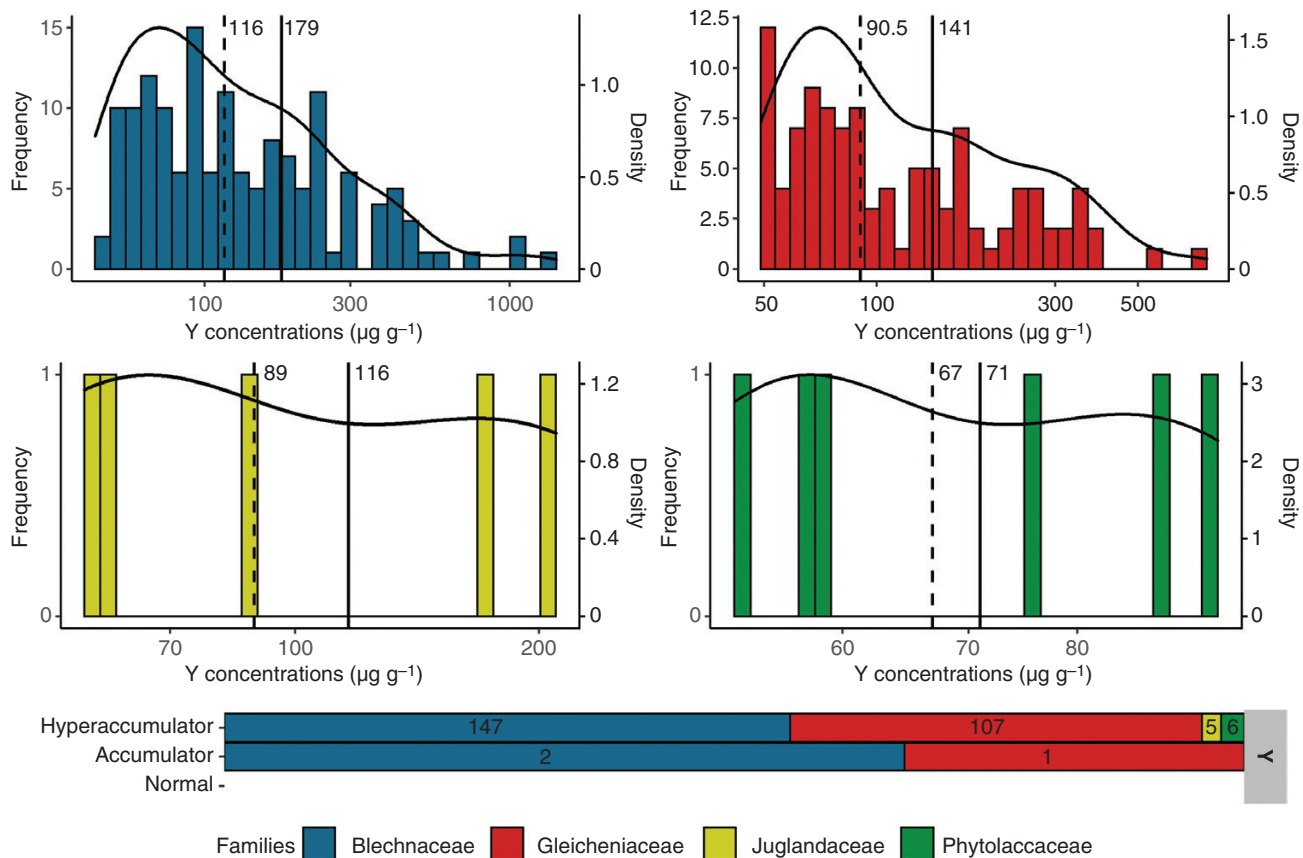 15
10
5
0
Frequency
116
179
1.0
0.5
0
Density
100
300
1000
Y concentrations (µg g–1)
12.5
10.0
7.5
5.0
2.5
0
Frequency
90.5
141
1.5
1.0
0.5
0
Density
50
100
300
500
Y concentrations (µg g–1)
1
0
Frequency
89
116
1.2
0.8
0.4
0
Density
70
100
200
Y concentrations (µg g–1)
1
0
Frequency
67
71
3
2
1
0
Density
60
70
80
Y concentrations (µg g–1)
Hyperaccumulator
147
107
5
6
Accumulator
2
1
Normal
Y
Families
Blechnaceae
Gleicheniaceae
Juglandaceae
Phytolaccaceae